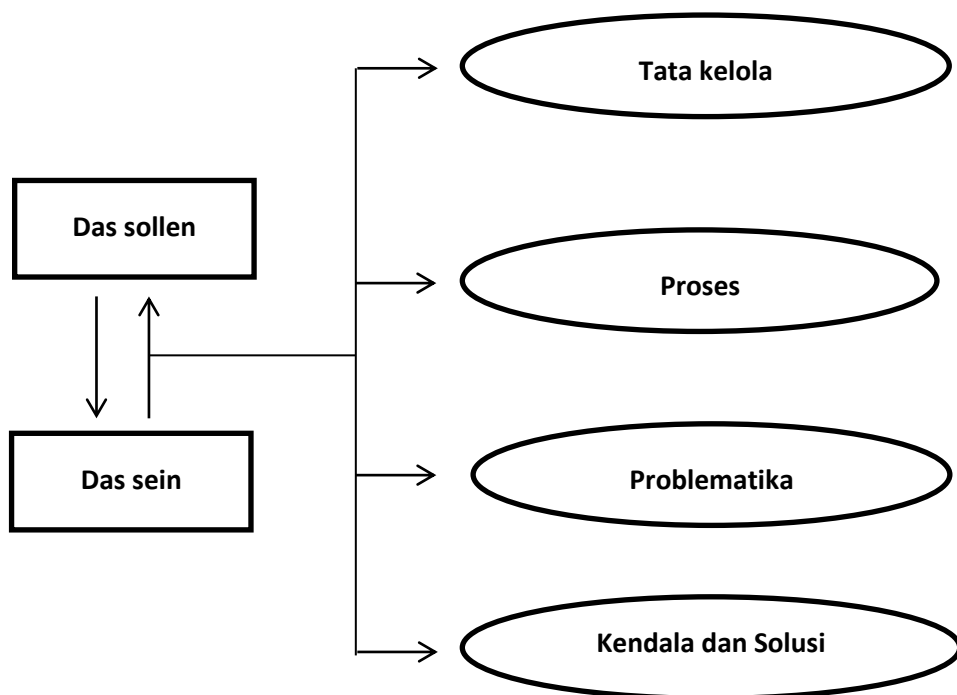 Tata kelola
Das sollen
Proses
Das sein
Problematika
Kendala dan Solusi